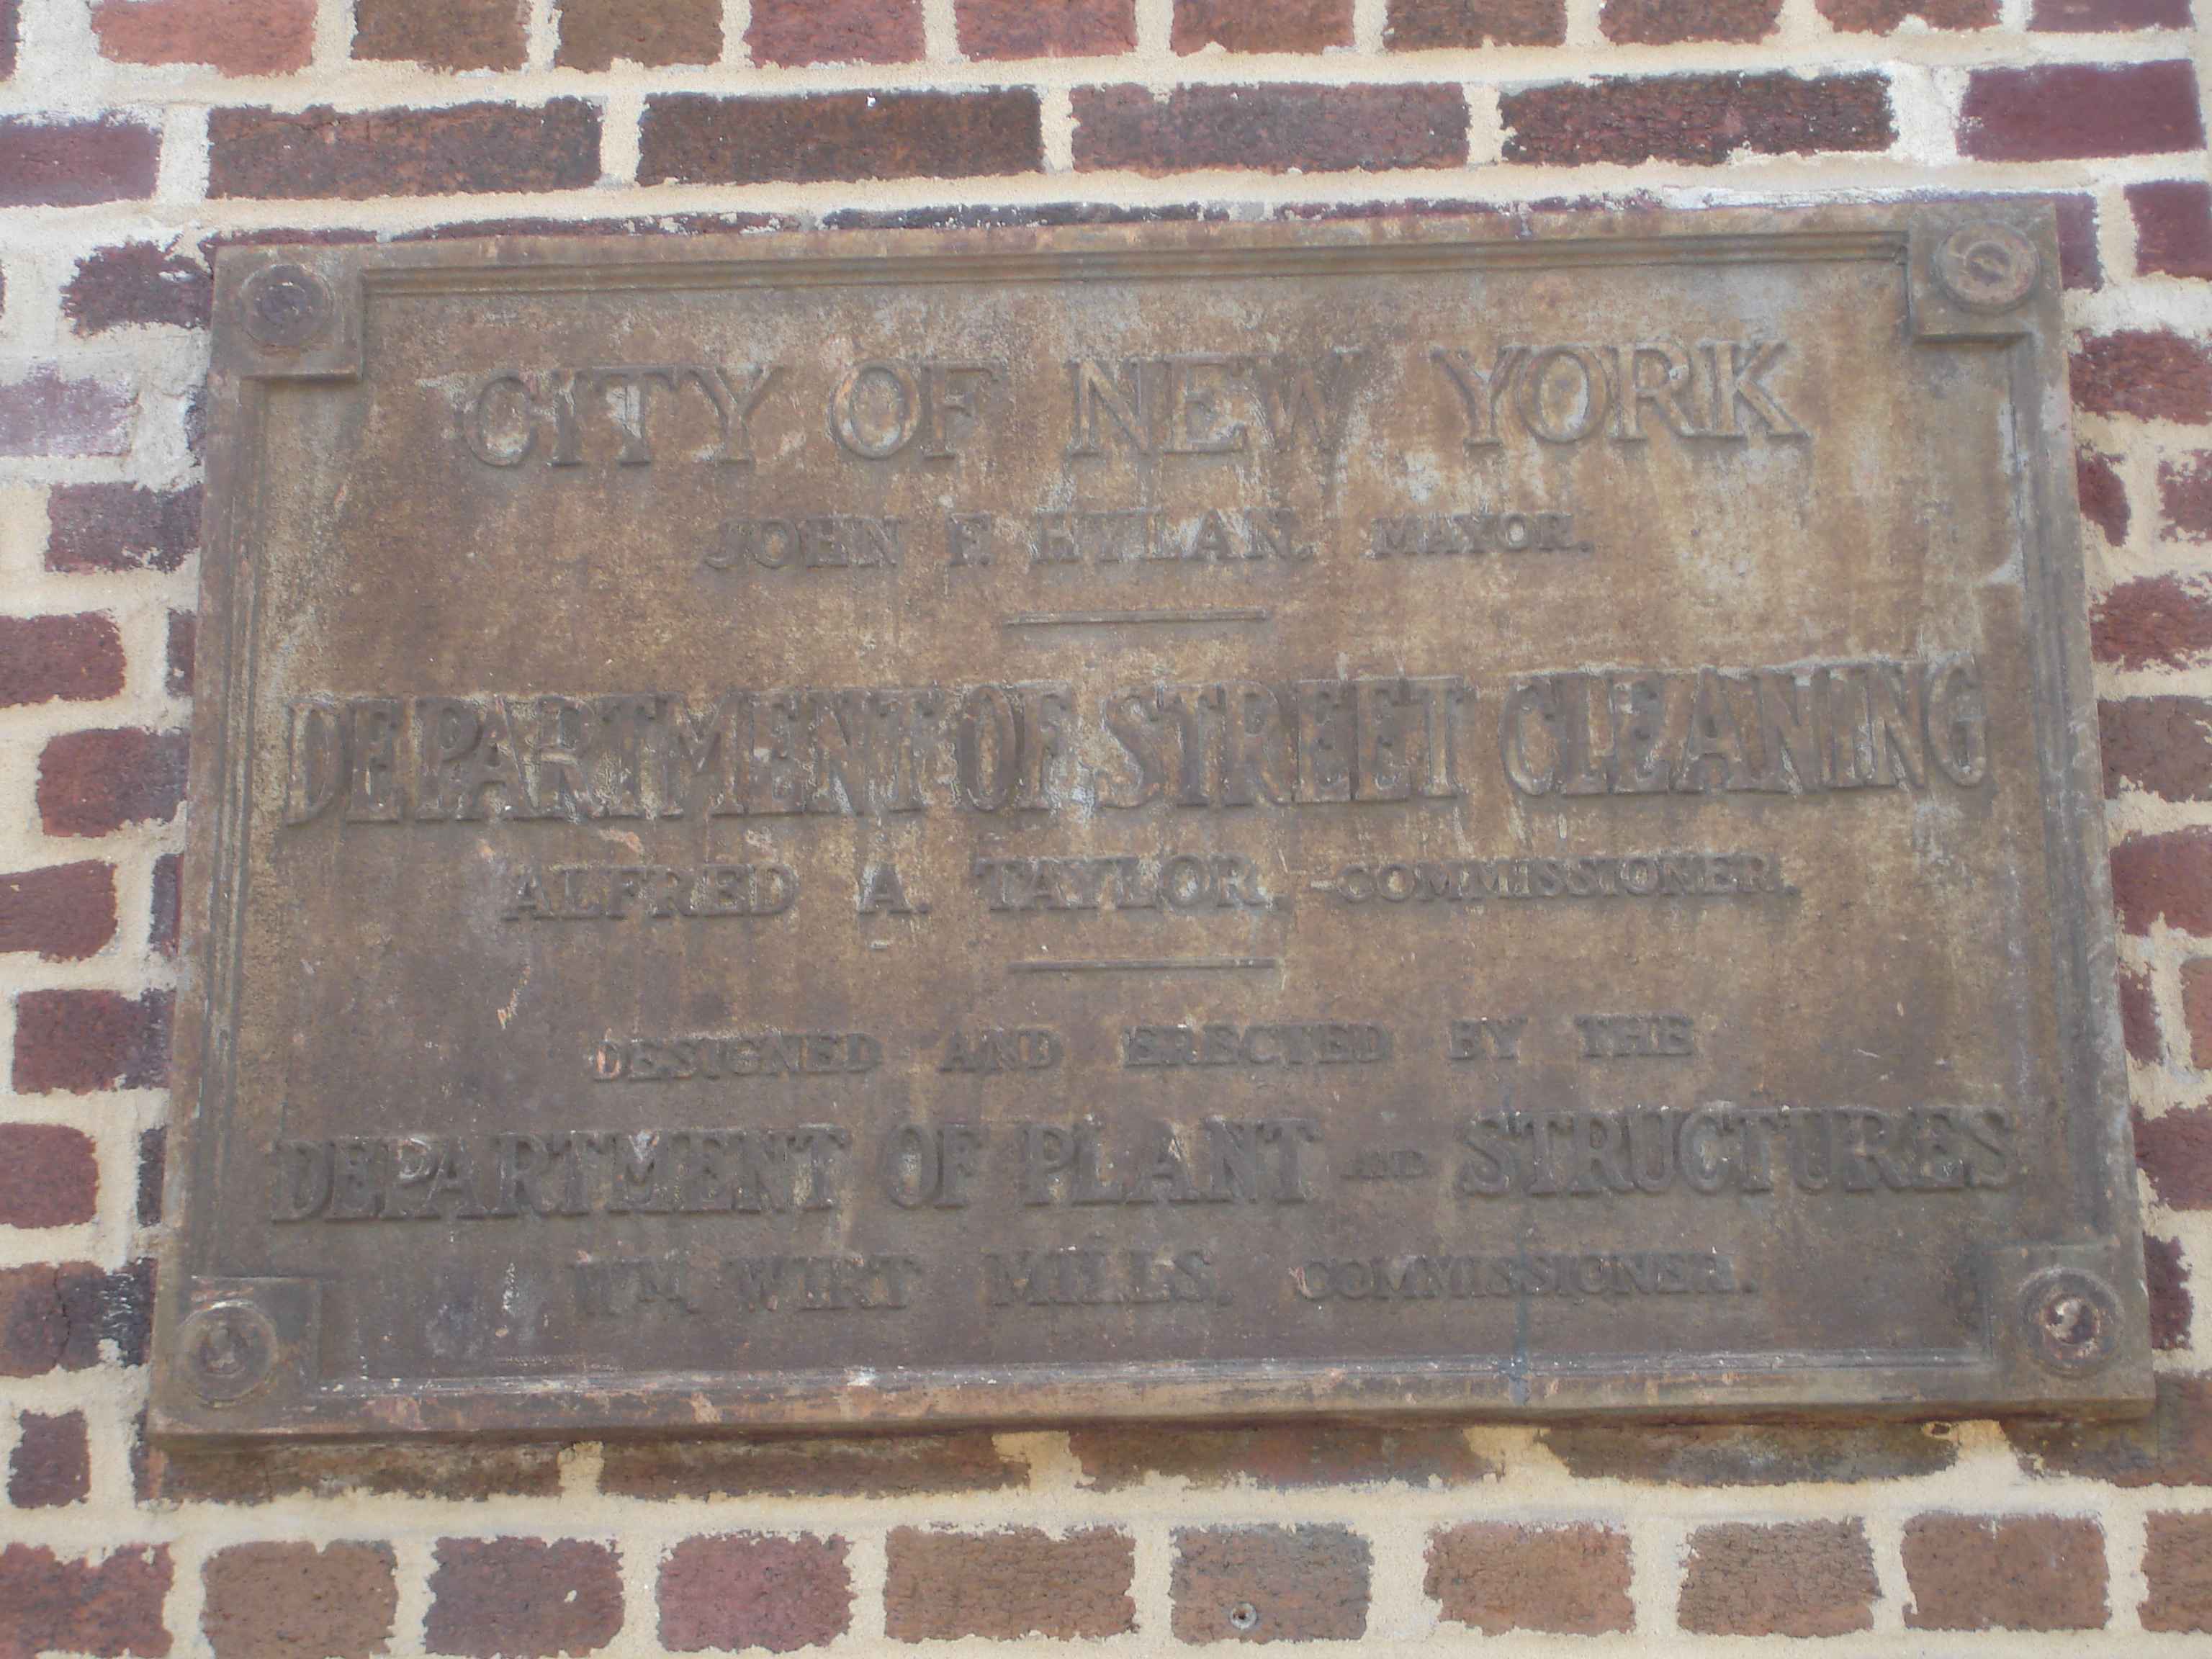 CITY OF NEW YORK
JOHN F. HYLAN, MAYOR.
DEPARTMENT OF STREET CLEANING
ALFRED A. TAYLOR, COMMISSIONER.
DESIGNED AND ERECTED BY THE
DEPARTMENT OF PLANT AND STRUCTURES
WM. WIRT MILLS, COMMISSIONER.